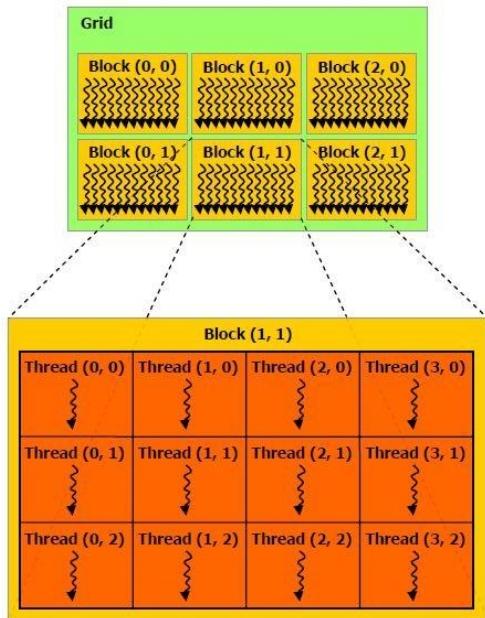 Grid
Block (0, 0) Block (1, 0) Block (2, 0)
Block (0, 1) Block (1, 1) Block (2, 1)
Block (1, 1)
Thread (0, 0) Thread (1, 0) Thread (2, 0) Thread (3, 0)
Thread (0, 1) Thread (1, 1) Thread (2, 1) Thread (3, 1)
Thread (0, 2) Thread (1, 2) Thread (2, 2) Thread (3, 2)